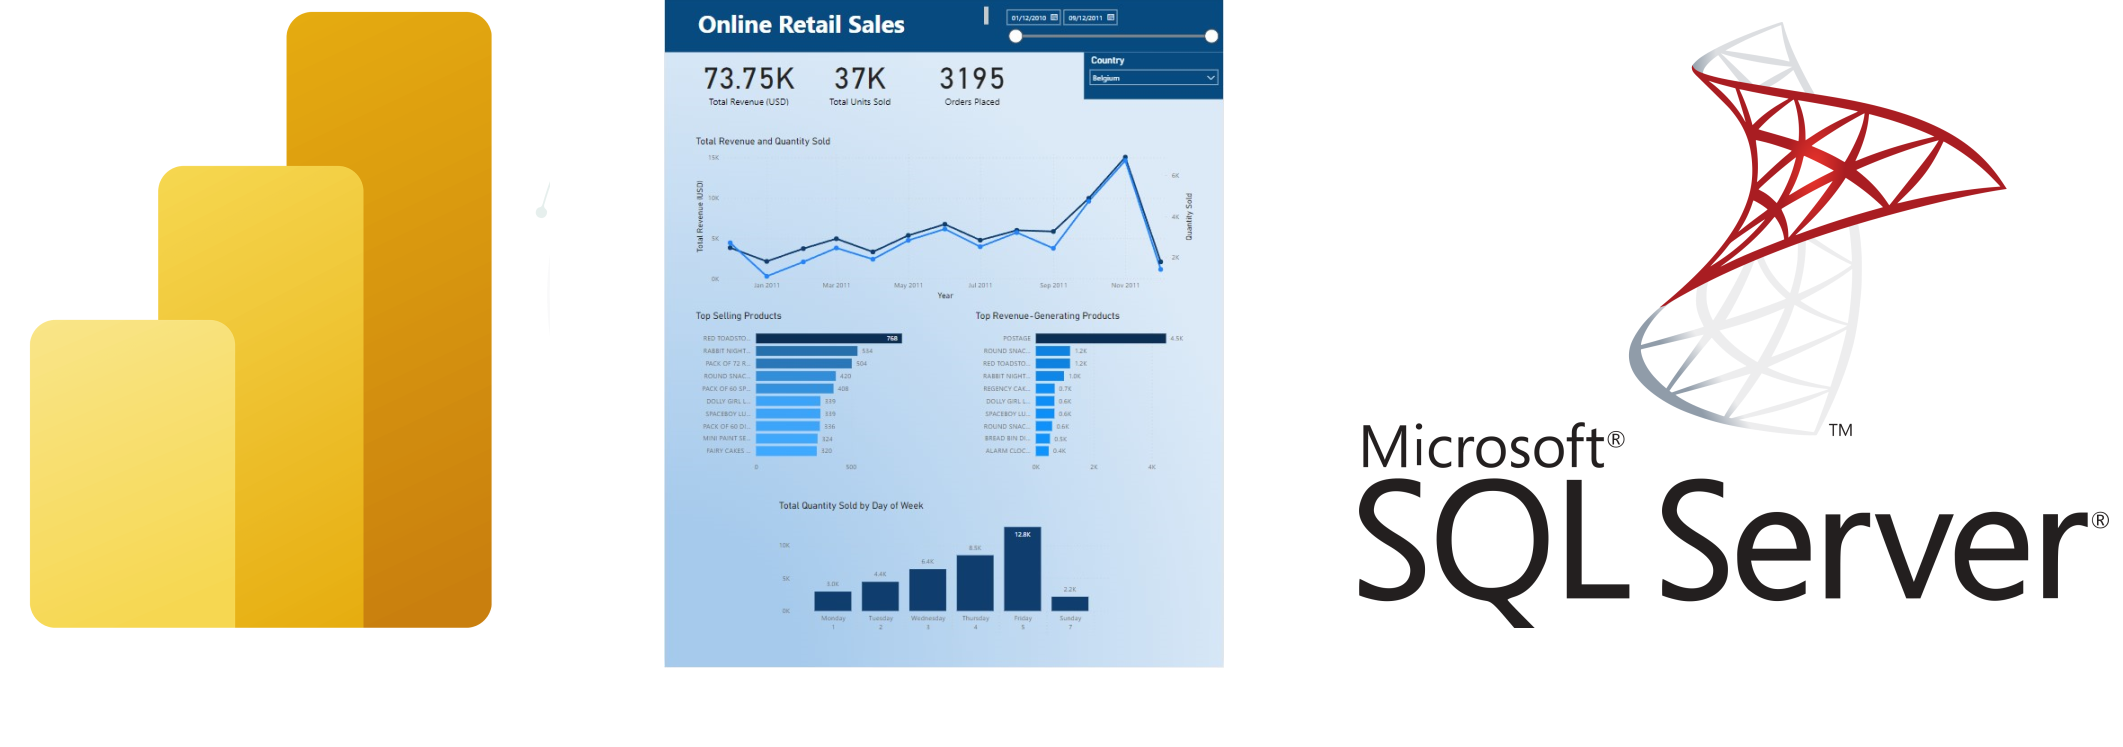 Online Retail Sales
01/12/2010
09/12/2011
Country
Belgium
73.75K
37K
3195
Total Revenue (USD)
Total Units Sold
Orders Placed
Total Revenue and Quantity Sold
Total Revenue (USD)
15K
10K
5K
0K
Quantity Sold
6K
4K
2K
Jan 2011
Mar 2011
May 2011
Jul 2011
Sep 2011
Nov 2011
Year
Top Selling Products
RED TOADSTO... 768
RABBIT NIGHT... 534
PACK OF 72 R... 504
ROUND SNAC... 420
PACK OF 60 SP... 408
DOLLY GIRL L... 339
SPACEBOY LU... 339
PACK OF 60 DI... 336
MINI PAINT SE... 324
FAIRY CAKES ... 320
0
500
Top Revenue-Generating Products
POSTAGE 4.5K
ROUND SNAC... 1.2K
RED TOADSTO... 1.2K
RABBIT NIGHT... 1.0K
REGENCY CAK... 0.7K
DOLLY GIRL L... 0.6K
SPACEBOY LU... 0.6K
ROUND SNAC... 0.6K
BREAD BIN DI... 0.5K
ALARM CLOC... 0.4K
0K
2K
4K
Total Quantity Sold by Day of Week
10K
5K
0K
3.0K
4.4K
6.4K
8.5K
12.8K
2.2K
Monday
Tuesday
Wednesday
Thursday
Friday
Sunday
1
2
3
4
5
7
TM
Microsoft®
SQL Server®